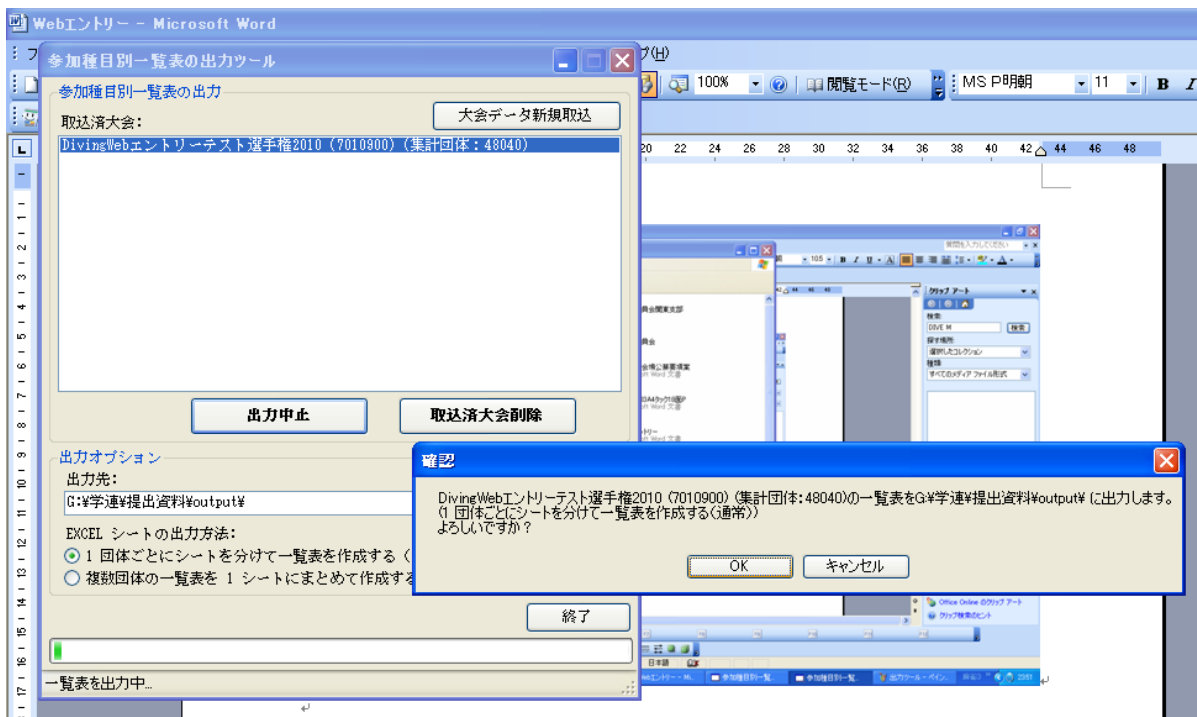 Webエントリー - Microsoft Word
参加種目別一覧表の出力ツール
プ(H)
100%
閲覧モード(R)
MS P明朝
11
B
参加種目別一覧表の出力
取込済大会:
大会データ新規取込
DivingWebエントリーテスト選手権2010 (7010900) (集計団体:48040)
20 22 24 26 28 30 32 34 36 38 40 42 44 46 48
出力中止
取込済大会削除
クリップ アート
検索:
DIVE M
検索
探す場所:
選択したコレクション
種類:
すべてのメディア ファイル形式
出力オプション
出力先:
G:¥学連¥提出資料¥output¥
EXCEL シートの出力方法:
1 団体ごとにシートを分けて一覧表を作成する (
複数団体の一覧表を 1 シートにまとめて作成する
確認
DivingWebエントリーテスト選手権2010 (7010900) (集計団体:48040)の一覧表をG:¥学連¥提出資料¥output¥ に出力します。
(1 団体ごとにシートを分けて一覧表を作成する(通常))
よろしいですか?
OK
キャンセル
Office Online のクリップ アート
クリップ検索のヒント
終了
一覧表を出力中...